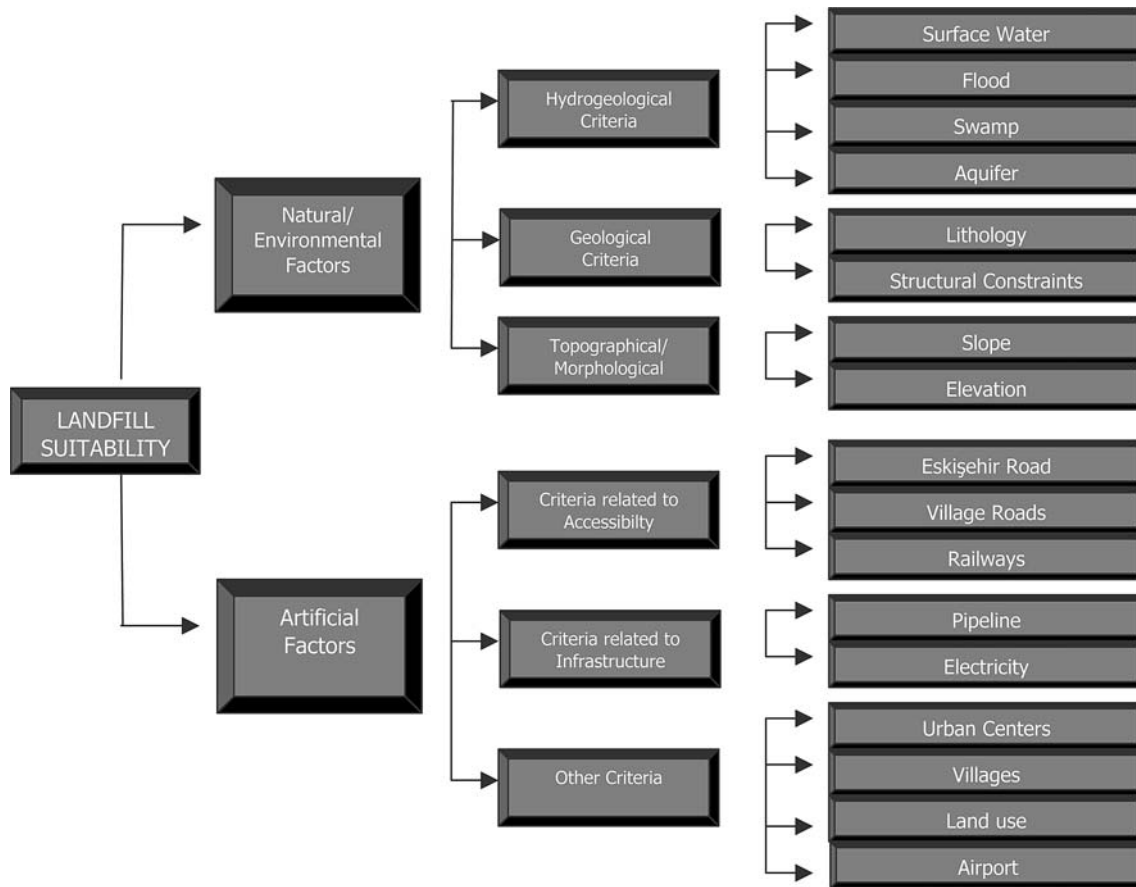 LANDFILL
SUITABILITY
Natural/
Environmental
Factors
Hydrogeological
Criteria
Surface Water
Flood
Swamp
Aquifer
Geological
Criteria
Lithology
Structural Constraints
Topographical/
Morphological
Slope
Elevation
Artificial
Factors
Criteria related to
Accessibilty
Eskişehir Road
Village Roads
Railways
Criteria related to
Infrastructure
Pipeline
Electricity
Other Criteria
Urban Centers
Villages
Land use
Airport